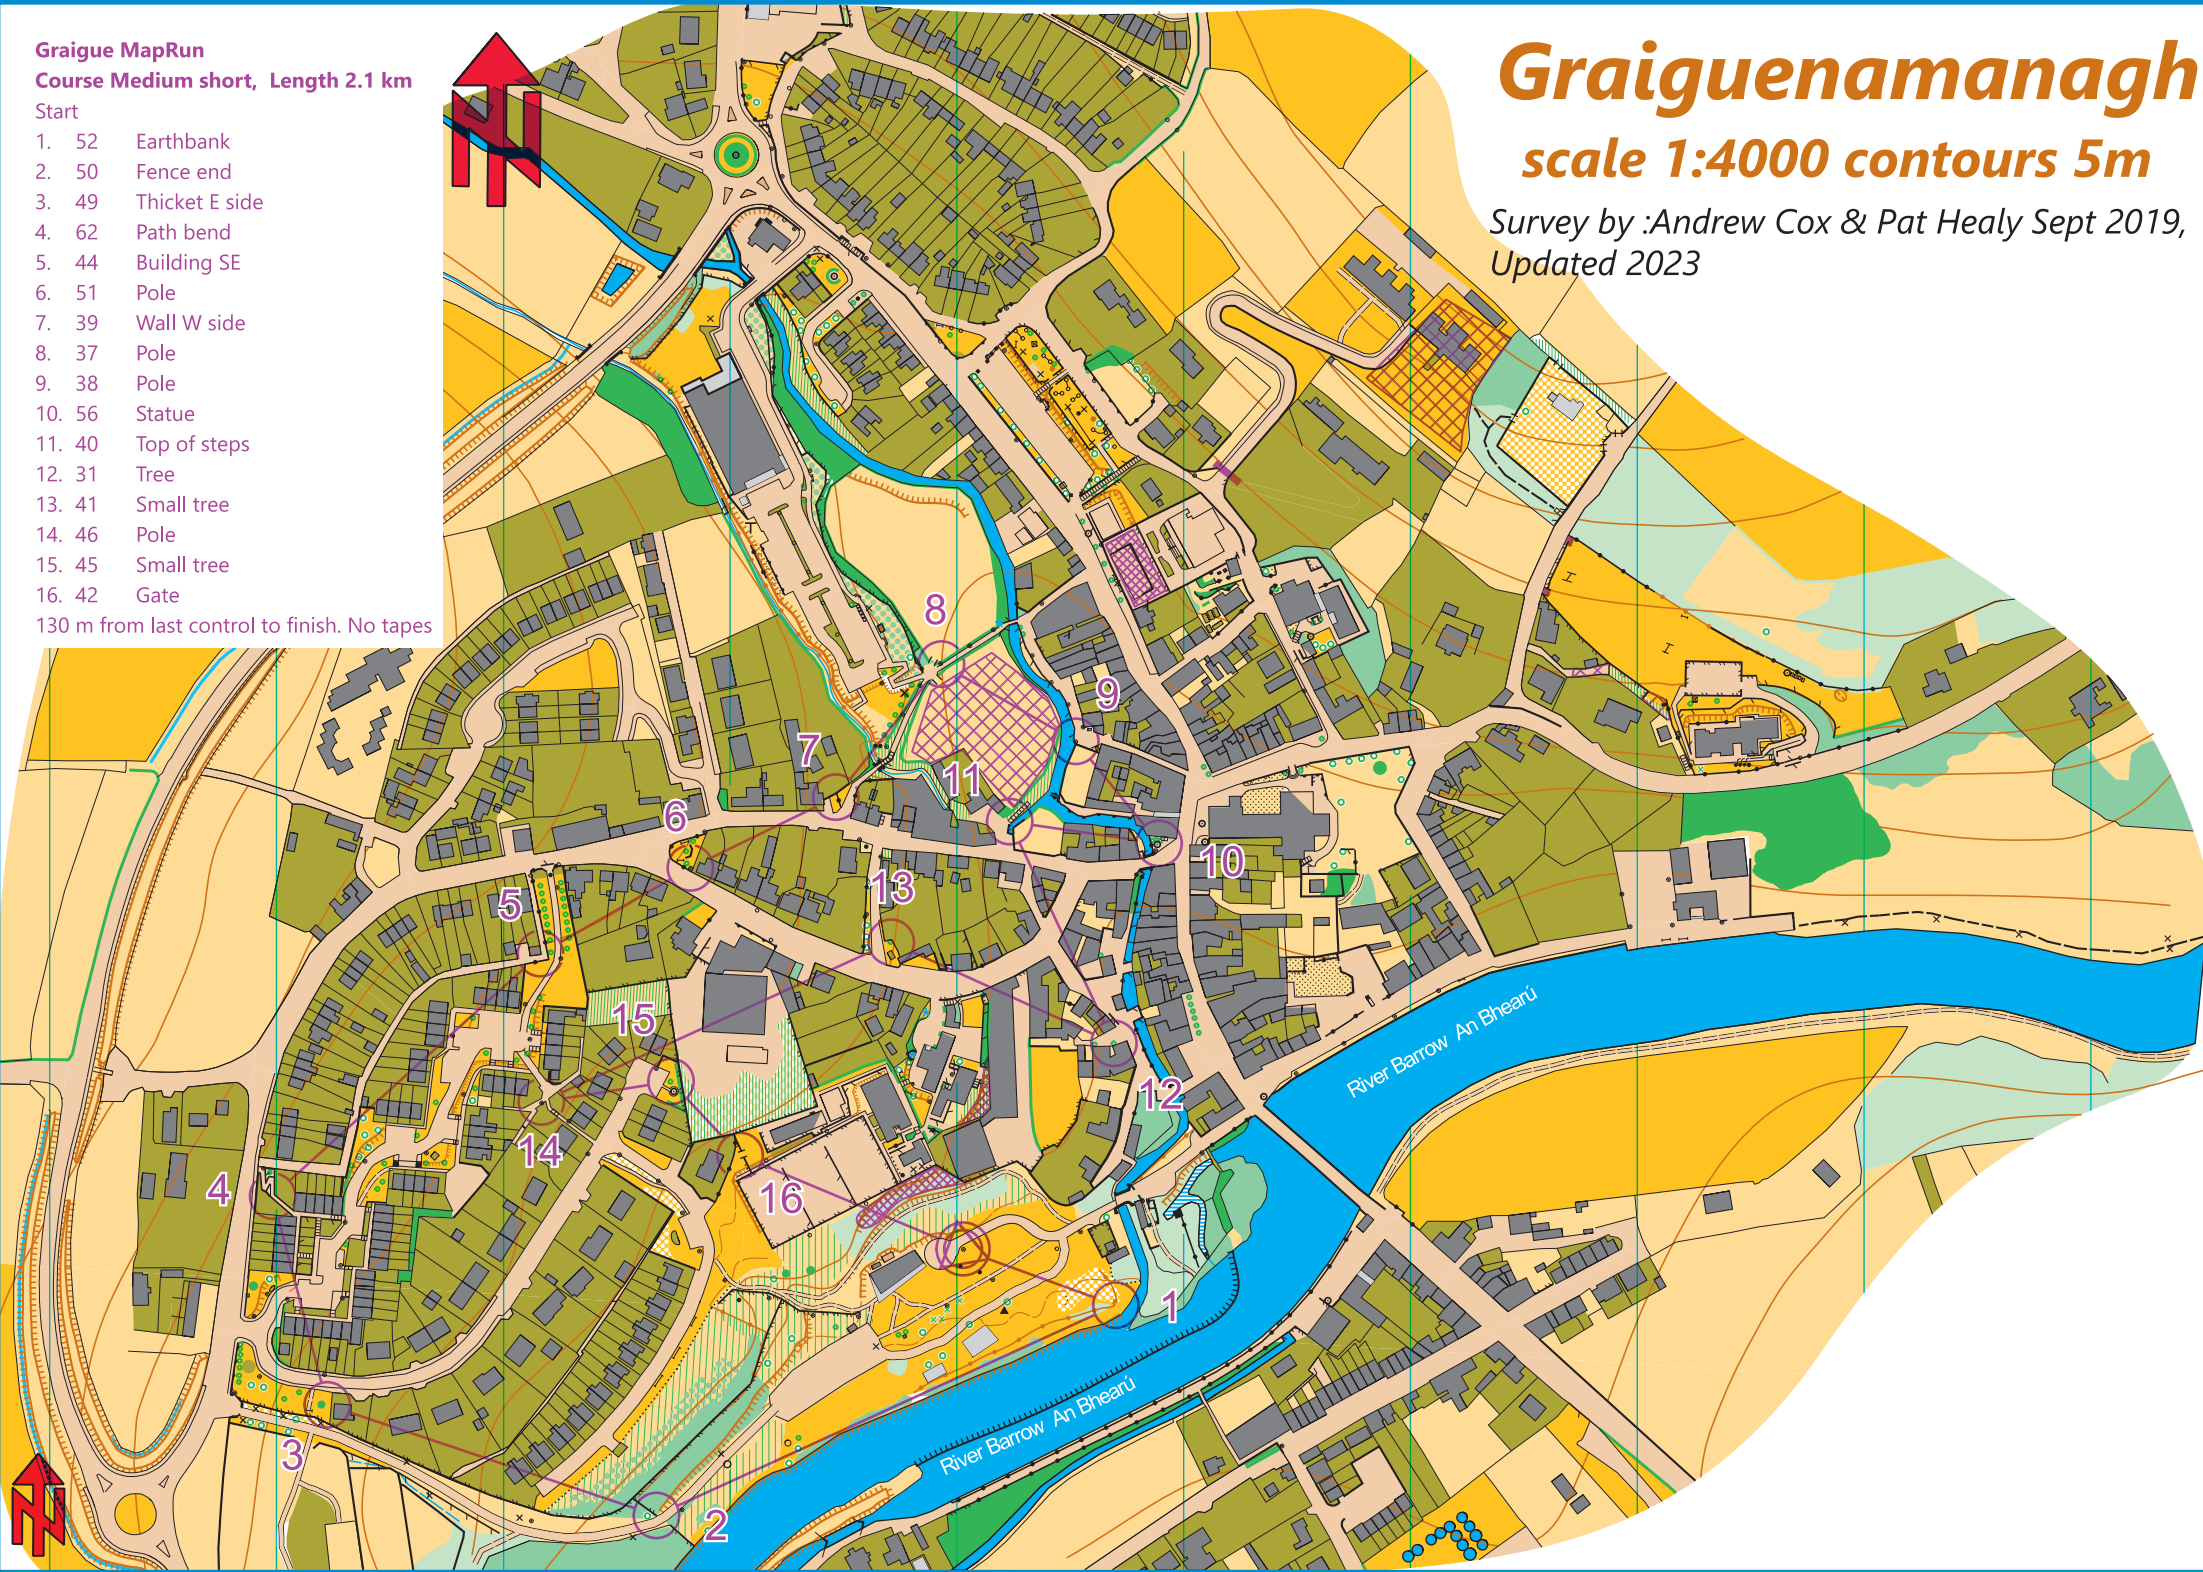 Graigue MapRun
Course Medium short, Length 2.1 km
Start
1. 52 Earthbank
2. 50 Fence end
3. 49 Thicket E side
4. 62 Path bend
5. 44 Building SE
6. 51 Pole
7. 39 Wall W side
8. 37 Pole
9. 38 Pole
10. 56 Statue
11. 40 Top of steps
12. 31 Tree
13. 41 Small tree
14. 46 Pole
15. 45 Small tree
16. 42 Gate
130 m from last control to finish. No tapes
Graiguenamanagh
scale 1:4000 contours 5m
Survey by :Andrew Cox & Pat Healy Sept 2019,
Updated 2023
8
9
7
11
6
10
13
5
15
River Barrow An Bhearú
12
14
4
16
1
River Barrow An Bhearú
3
2